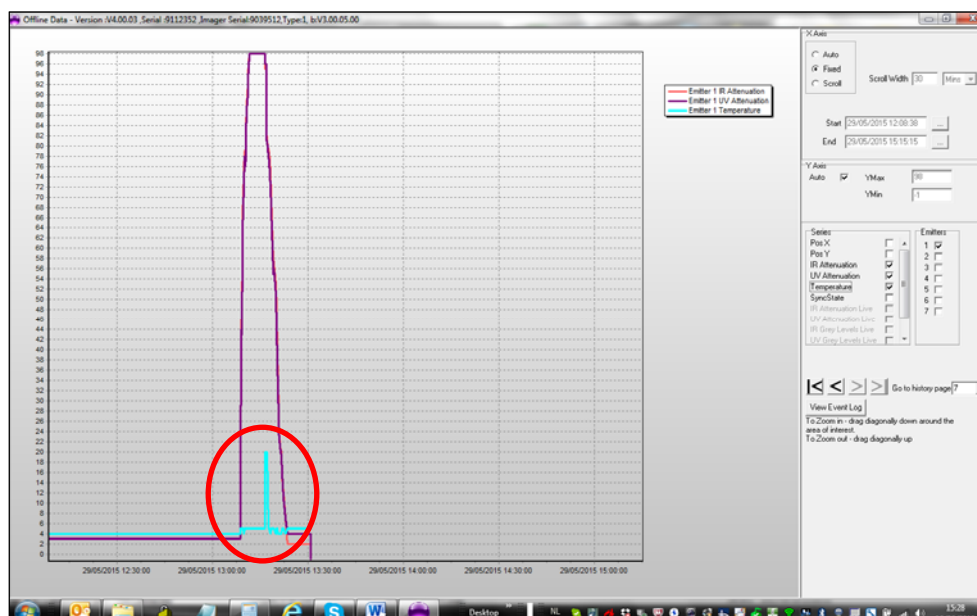 Offline Data - Version :V4.00.03 ,Serial :9112352 ,Imager Serial:9039512,Type:1, b:V3.00.05.00
98
96
94
92
90
88
86
84
82
80
78
76
74
72
70
68
66
64
62
60
58
56
54
52
50
48
46
44
42
40
38
36
34
32
30
28
26
24
22
20
18
16
14
12
10
8
6
4
2
0
29/05/2015 12:30:00
29/05/2015 13:00:00
29/05/2015 13:30:00
29/05/2015 14:00:00
29/05/2015 14:30:00
29/05/2015 15:00:00
Emitter 1 IR Attenuation
Emitter 1 UV Attenuation
Emitter 1 Temperature
X Axis
Auto
Fixed
Scroll
Scroll Width 30 Mins
Start 29/05/2015 12:08:38 ...
End 29/05/2015 15:15:15 ...
Y Axis
Auto YMax 98
YMin -1
Series
Pos X
Pos Y
IR Attenuation
UV Attenuation
Temperature
SyncState
IR Attenuation Live
UV Attenuation Live
IR Grey Levels Live
UV Grey Levels Live
Emitters
1
2
3
4
5
6
7
|< < > >| Go to history page 7
View Event Log
To Zoom in - drag diagonally down around the
area of interest.
To Zoom out - drag diagonally up
Desktop
NL
15:28